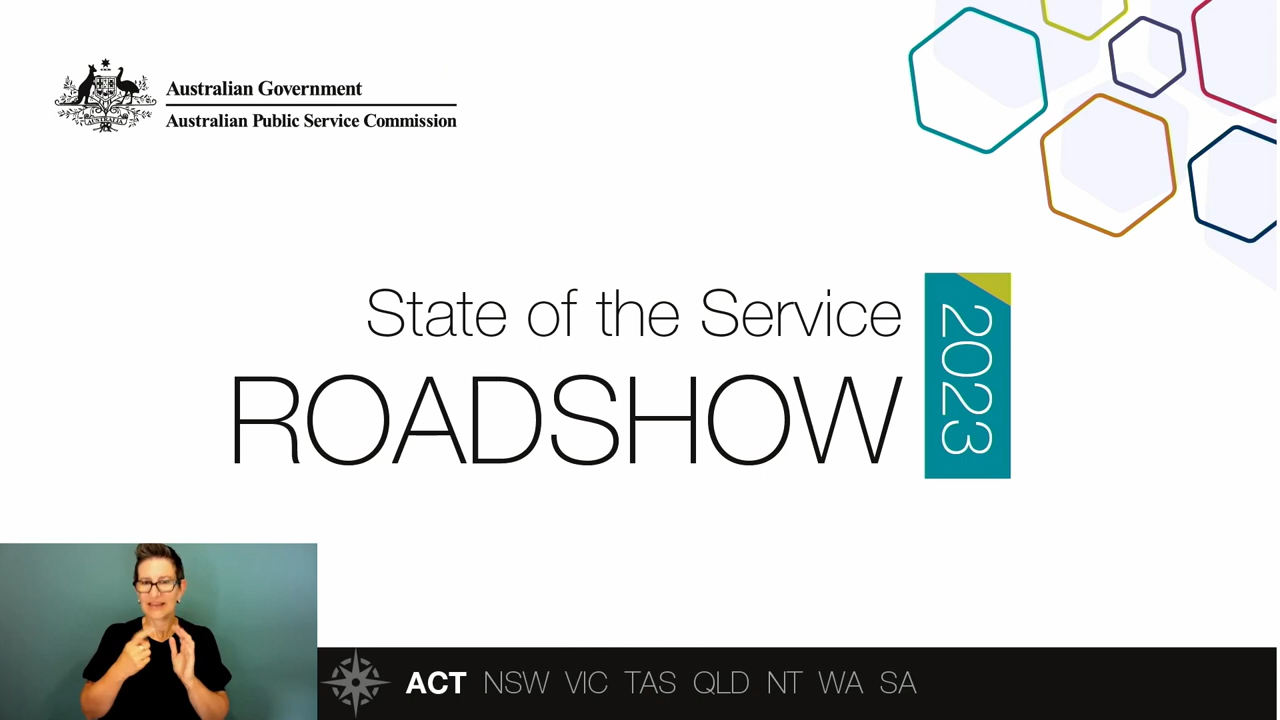 Australian Government
Australian Public Service Commission
State of the Service
ROADSHOW
2023
ACT NSW VIC TAS QLD NT WA SA